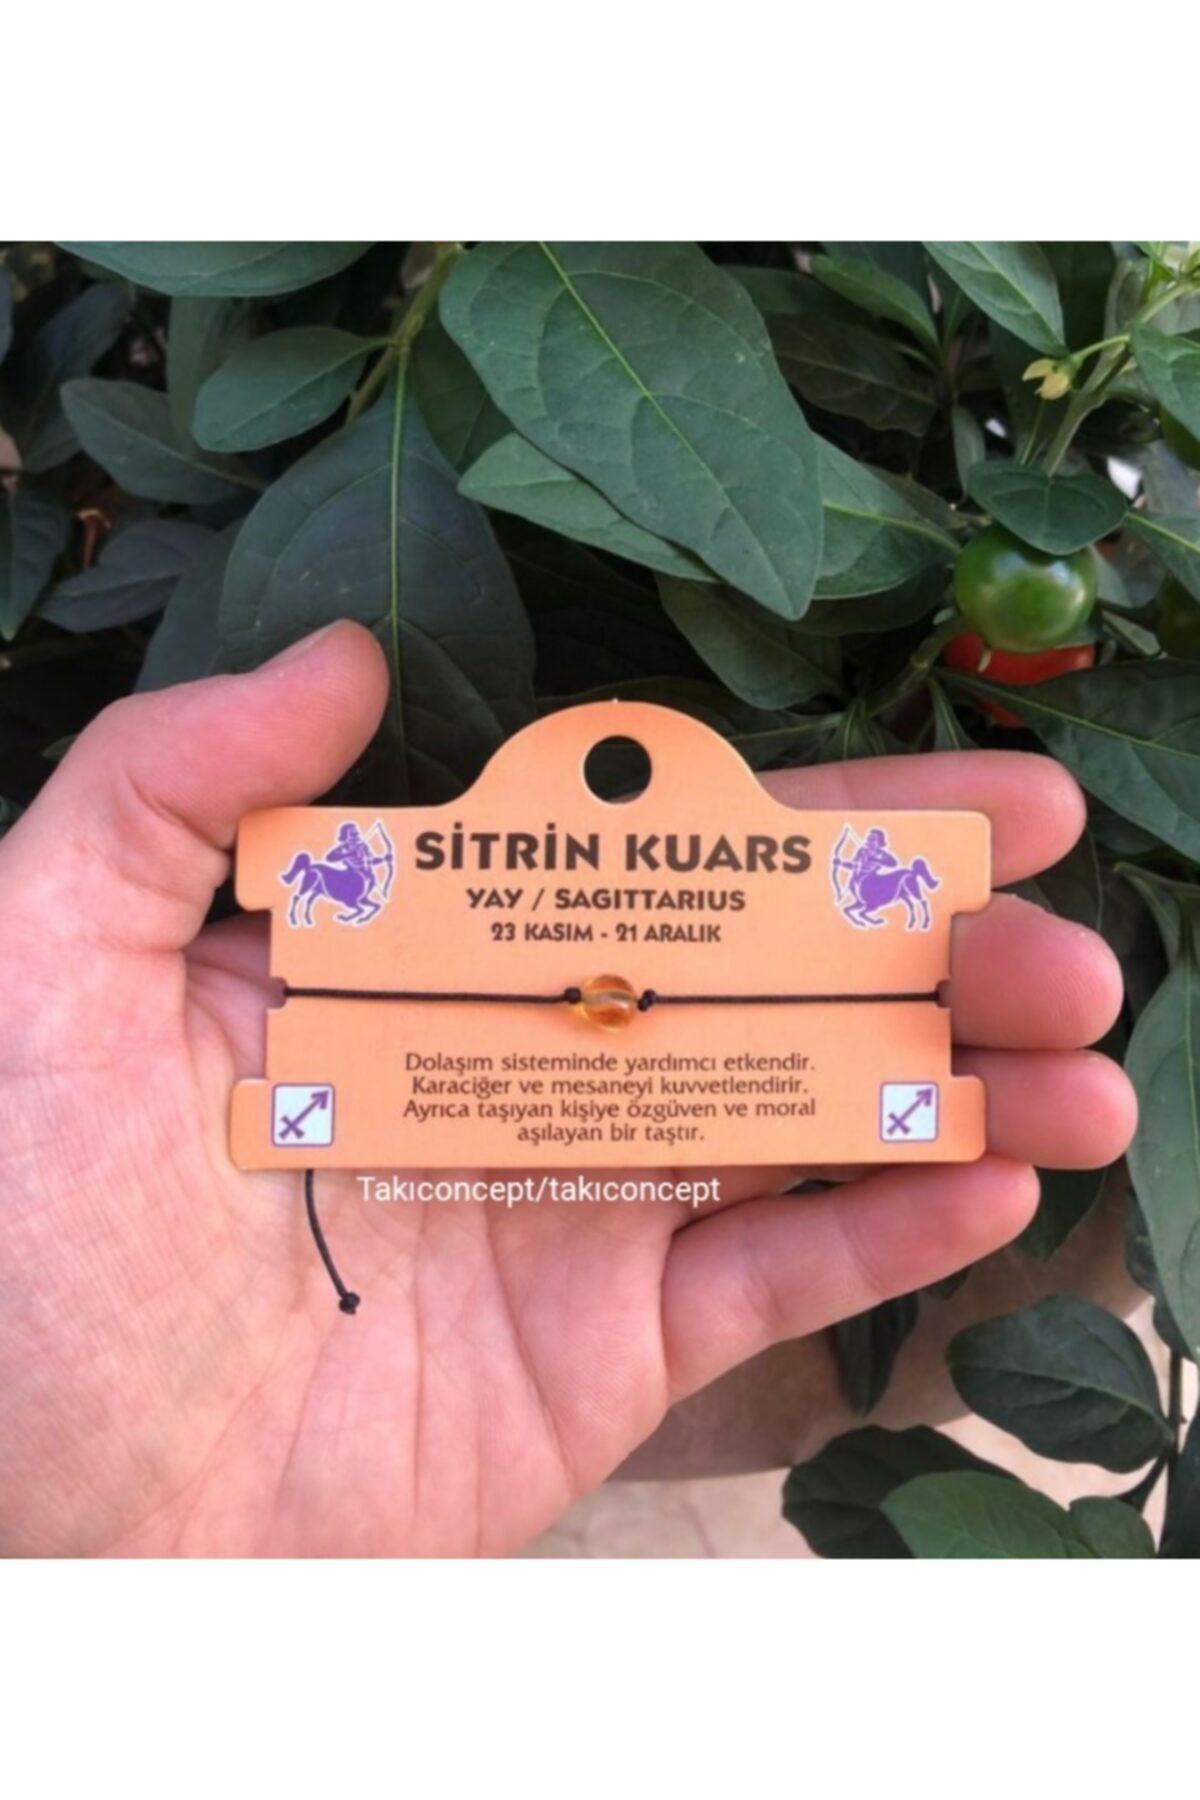 SİTRİN KUARS
YAY / SAGITTARIUS
23 KASIM - 21 ARALIK
Dolaşım sisteminde yardımcı etkendir.
Karaciğer ve mesaneyi kuvvetlendirir.
Ayrıca taşıyan kişiye özgüven ve moral
aşılayan bir taştır.
Takıconcept/takıconcept